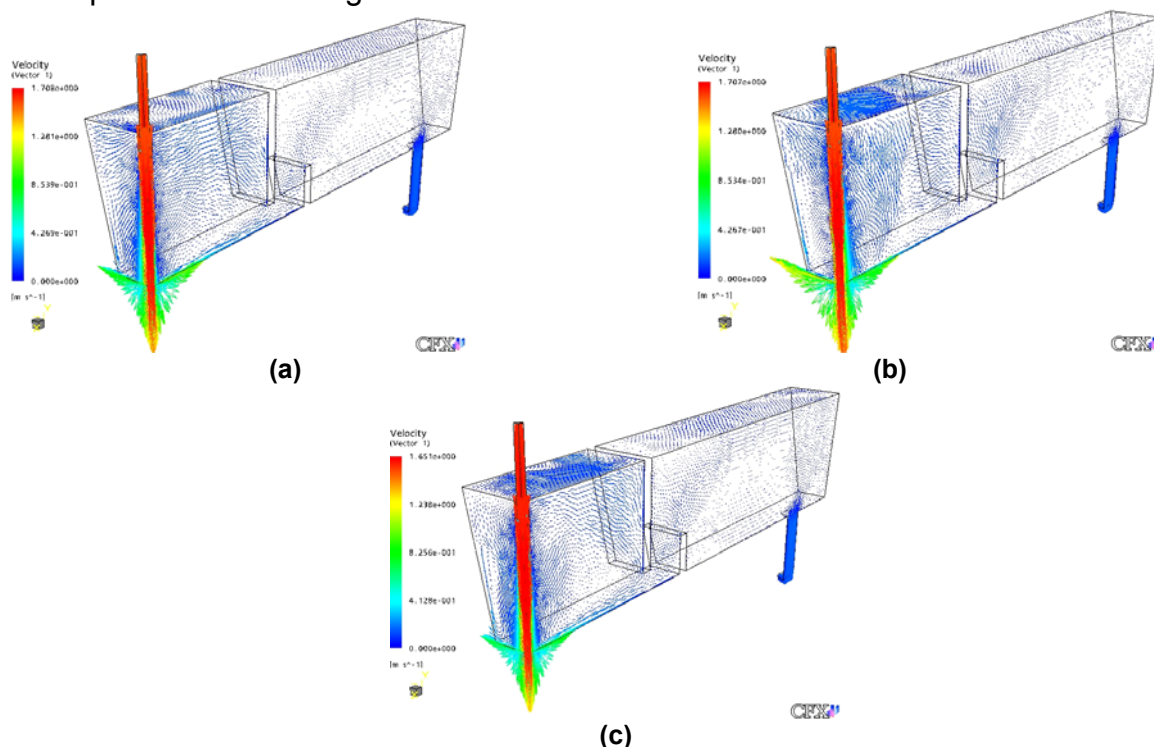 Velocity
(Vector 1)
1.708e+000
1.281e+000
8.539e-001
4.269e-001
0.000e+000
[m s^-1]
Y
CFX
(a)
Velocity
(Vector 1)
1.707e+000
1.280e+000
8.534e-001
4.267e-001
0.000e+000
[m s^-1]
Y
CFX
(b)
Velocity
(Vector 1)
1.651e+000
1.238e+000
8.256e-001
4.128e-001
0.000e+000
[m s^-1]
Y
CFX
(c)